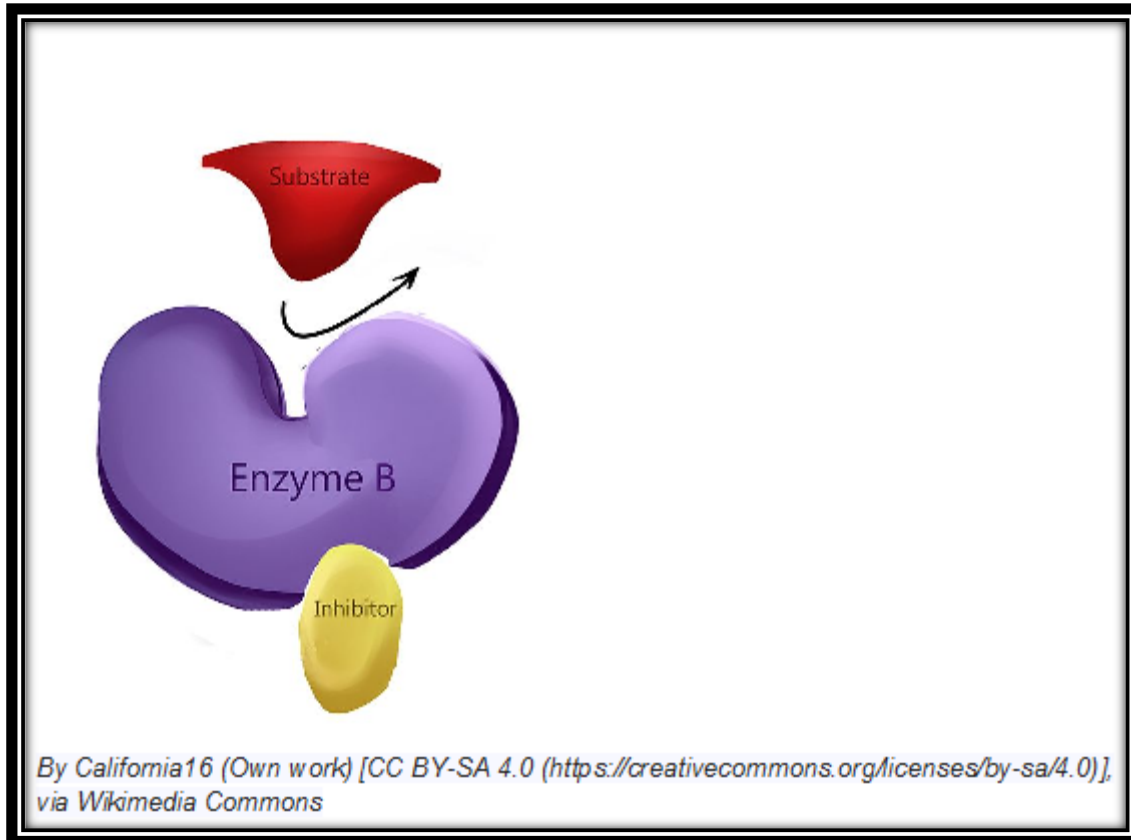 Substrate
Enzyme B
Inhibitor
By California16 (Own work) [CC BY-SA 4.0 (https://creativecommons.org/licenses/by-sa/4.0)],
via Wikimedia Commons